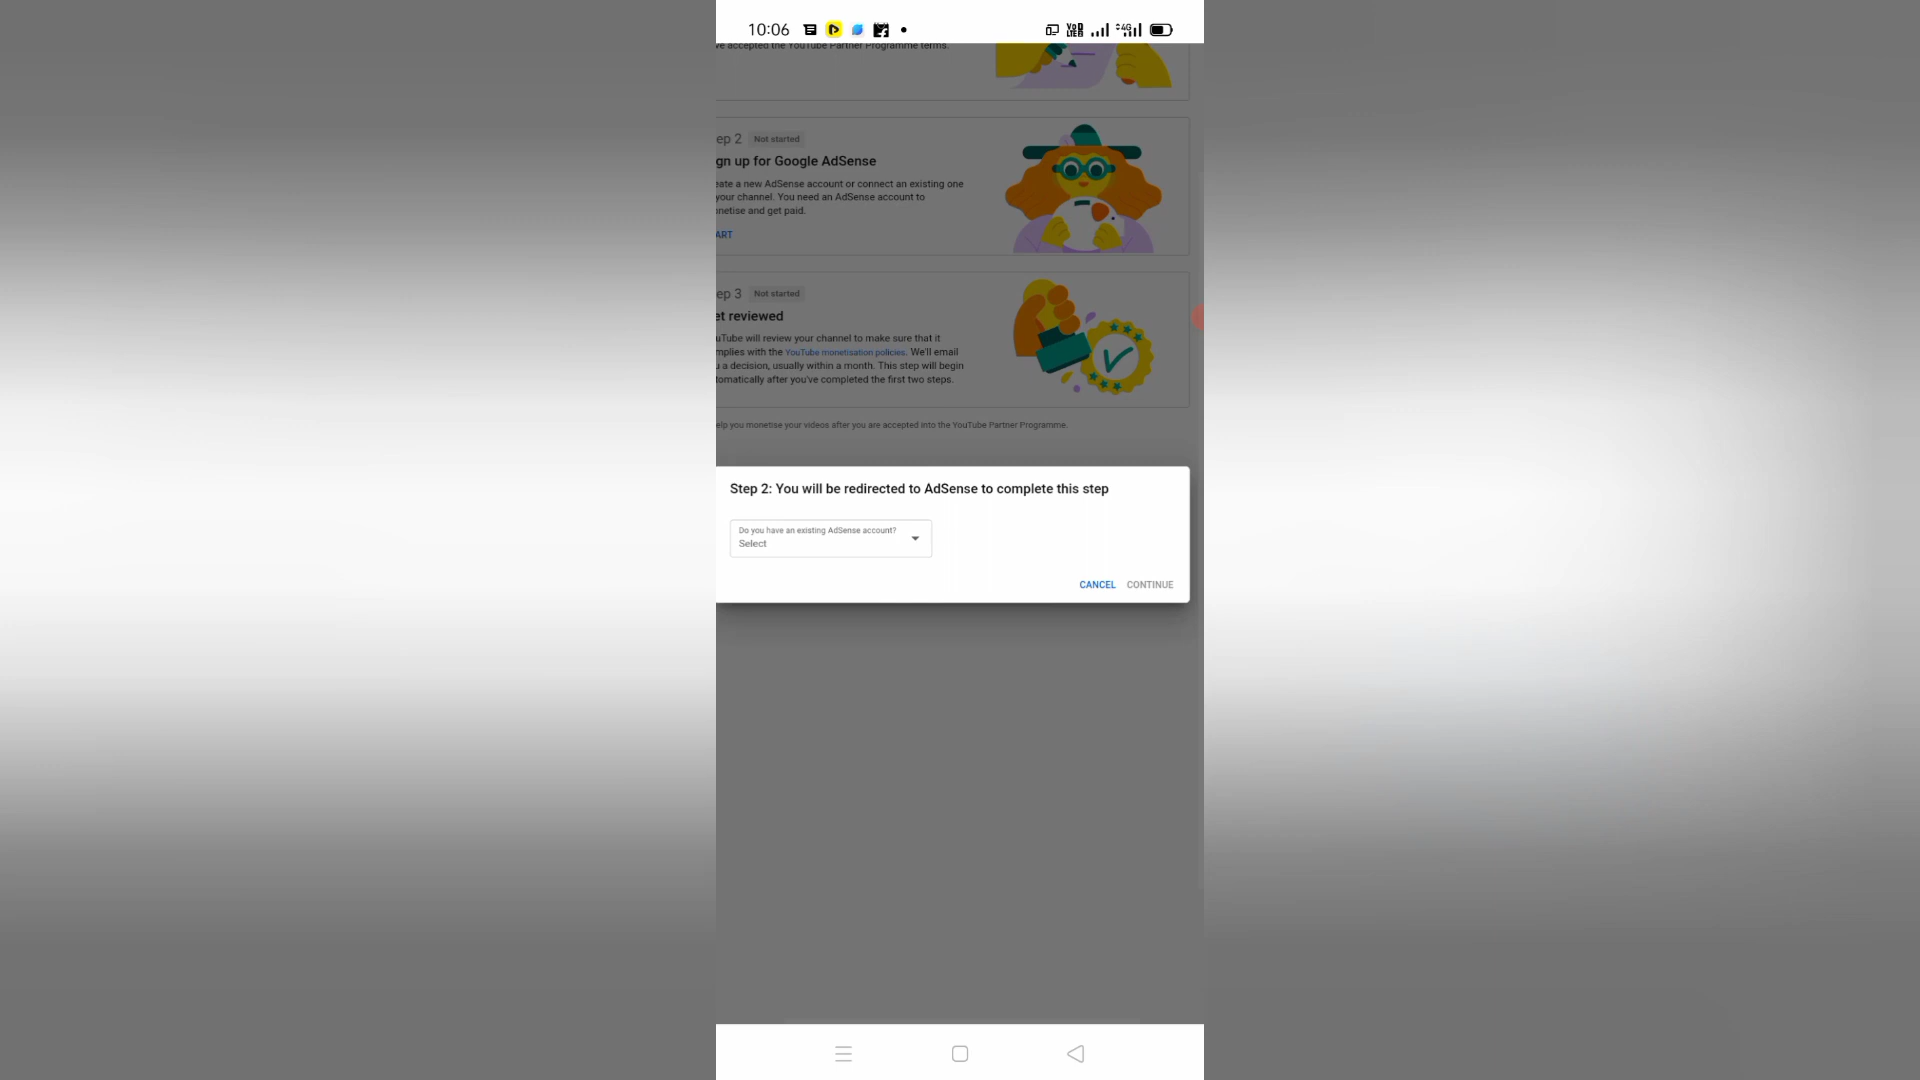 10:06
VoD
LTED
4G
ve accepted the YouTube Partner Programme terms.
ep 2 Not started
gn up for Google AdSense
eate a new AdSense account or connect an existing one
your channel. You need an AdSense account to
netise and get paid.
ART
ep 3 Not started
et reviewed
uTube will review your channel to make sure that it
mplies with the YouTube monetisation policies. We'll email
u a decision, usually within a month. This step will begin
tomatically after you've completed the first two steps.
elp you monetise your videos after you are accepted into the YouTube Partner Programme.
Step 2: You will be redirected to AdSense to complete this step
Do you have an existing AdSense account?
Select
CANCEL CONTINUE